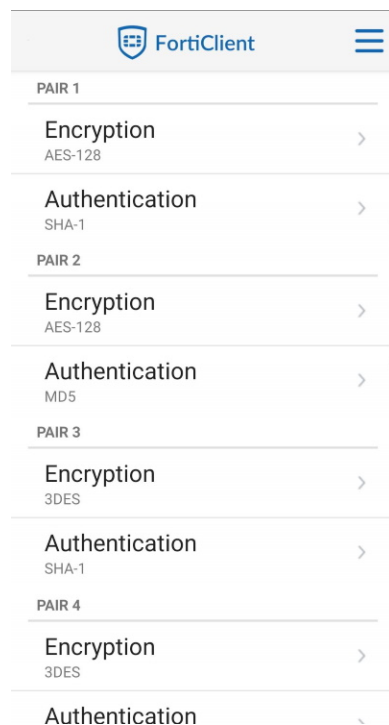 FortiClient
PAIR 1
Encryption
AES-128
Authentication
SHA-1
PAIR 2
Encryption
AES-128
Authentication
MD5
PAIR 3
Encryption
3DES
Authentication
SHA-1
PAIR 4
Encryption
3DES
Authentication